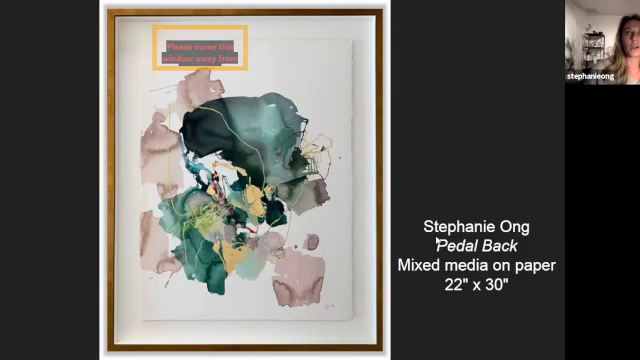 Please move this
window away from
stephanieong
Stephanie Ong
Pedal Back
Mixed media on paper
22" x 30"